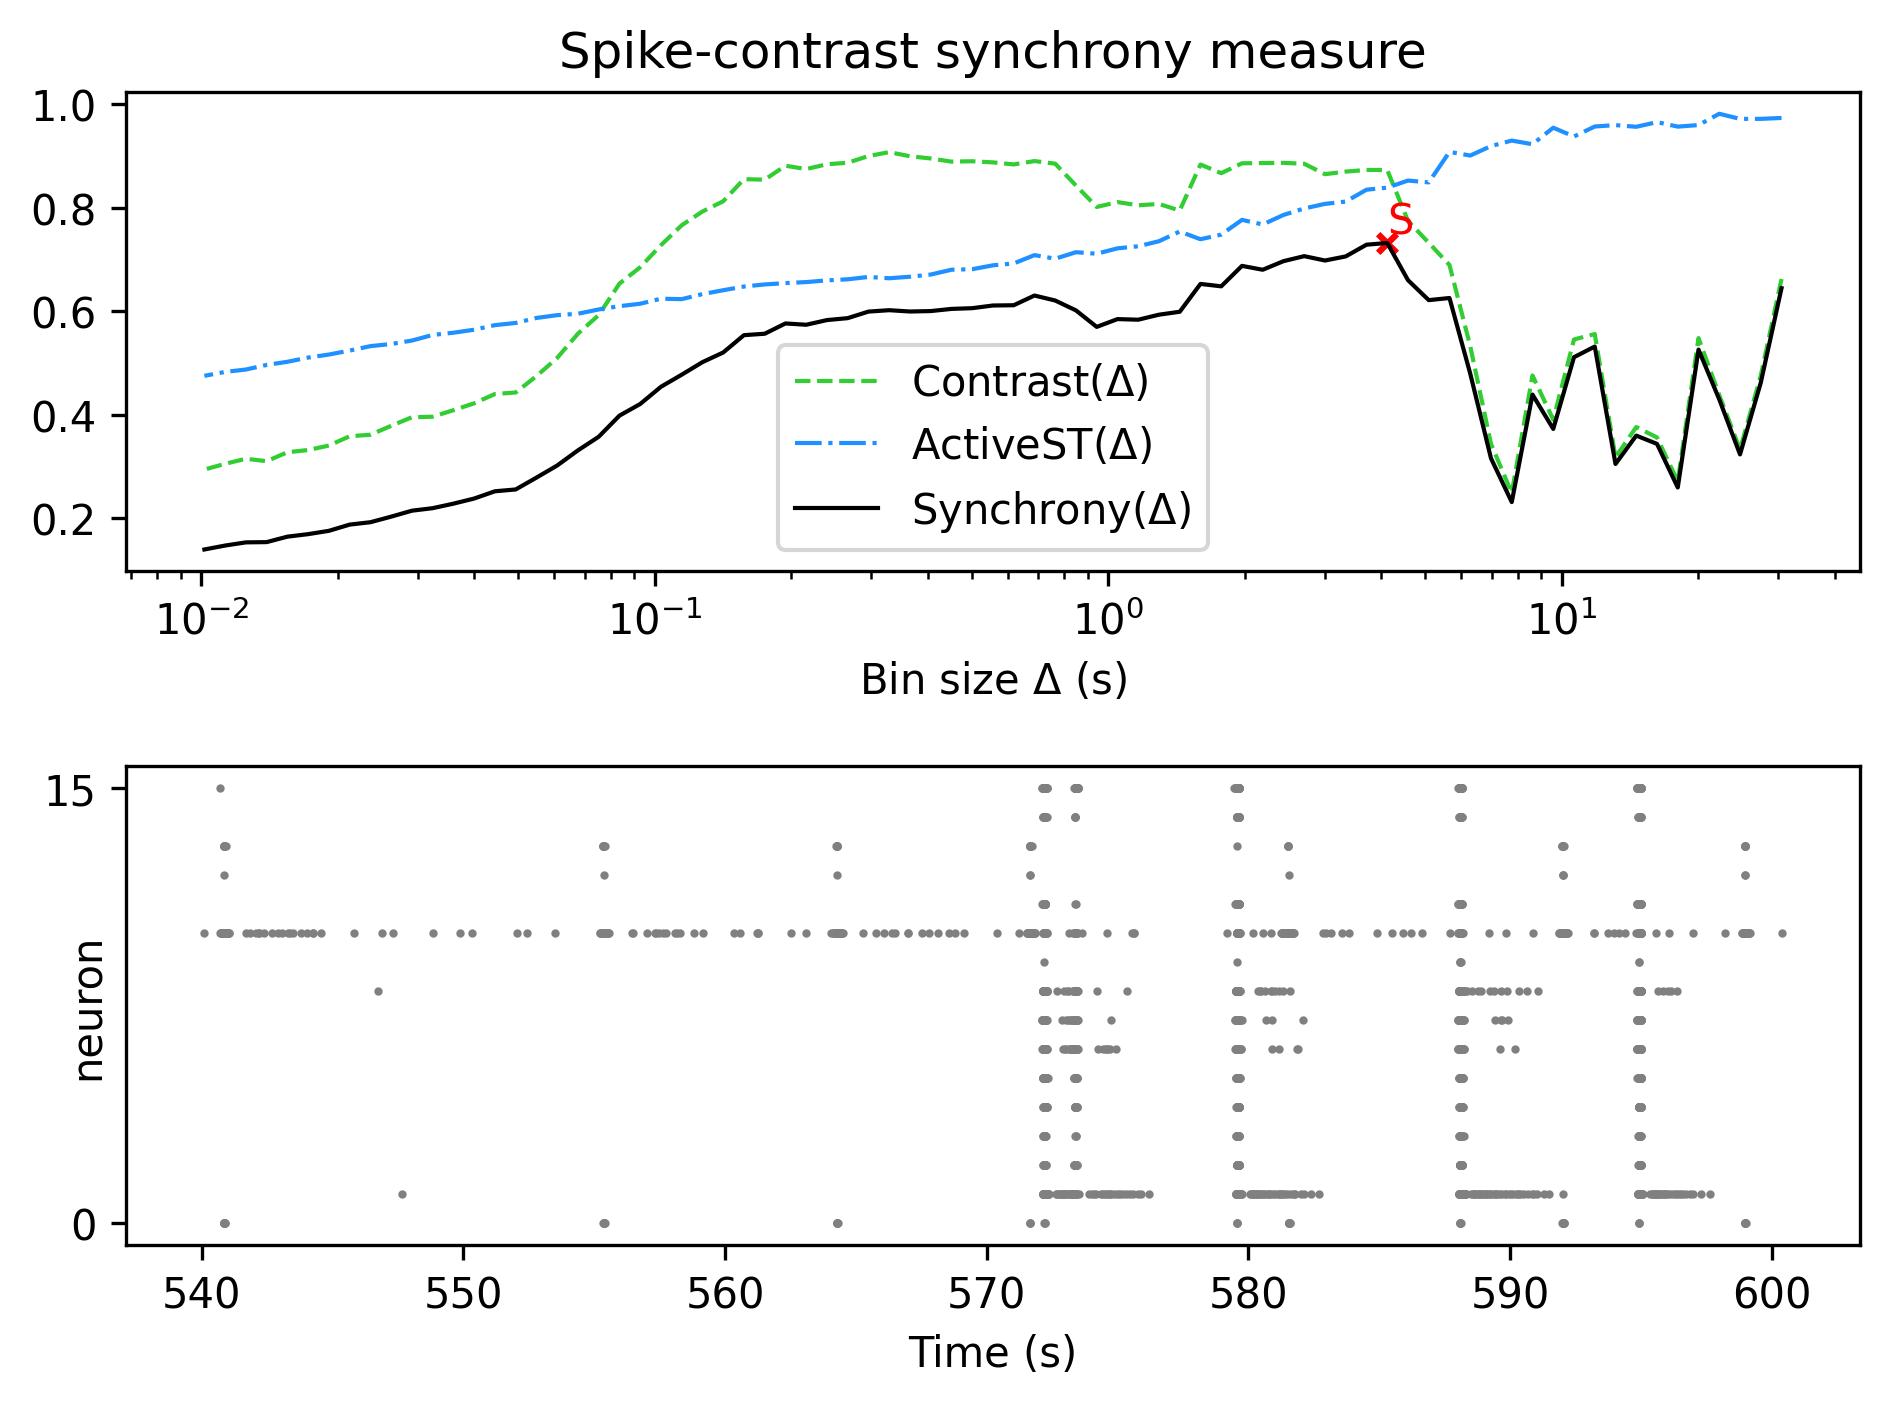 Spike-contrast synchrony measure
1.0
0.8
0.6
0.4
0.2
S
Contrast(Δ)
ActiveST(Δ)
Synchrony(Δ)
10⁻² 10⁻¹ 10⁰ 10¹
Bin size Δ (s)
15
0
neuron
540 550 560 570 580 590 600
Time (s)